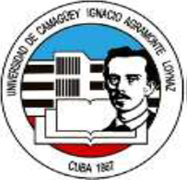 UNIVERSIDAD DE CAMAGÜEY IGNACIO AGRAMONTE LOYNAZ
CUBA 1967